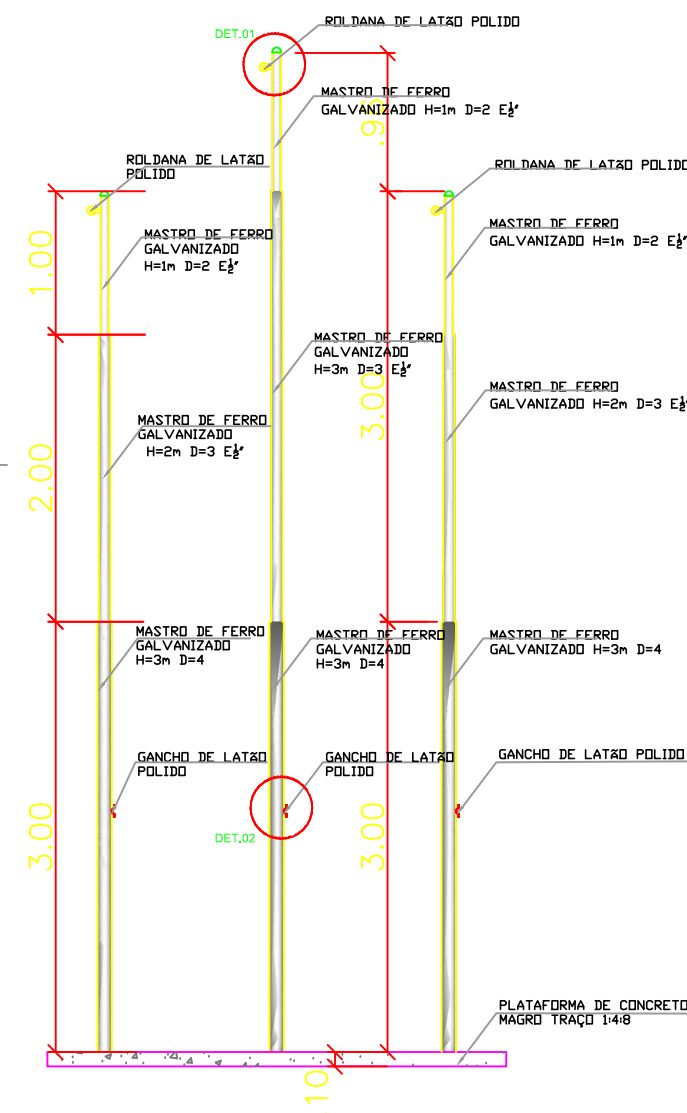 ROLDANA DE LATÃO POLIDO
DET.01
MASTRO DE FERRO
GALVANIZADO H=1m D=2 E½"
ROLDANA DE LATÃO
POLIDO
ROLDANA DE LATÃO POLIDO
MASTRO DE FERRO
GALVANIZADO
H=1m D=2 E½"
MASTRO DE FERRO
GALVANIZADO H=1m D=2 E½"
1.00
MASTRO DE FERRO
GALVANIZADO
H=3m D=3 E½"
3.00
MASTRO DE FERRO
GALVANIZADO H=2m D=3 E½"
MASTRO DE FERRO
GALVANIZADO
H=2m D=3 E½"
2.00
MASTRO DE FERRO
GALVANIZADO
H=3m D=4
MASTRO DE FERRO
GALVANIZADO
H=3m D=4
MASTRO DE FERRO
GALVANIZADO H=3m D=4
GANCHO DE LATÃO
POLIDO
GANCHO DE LATÃO
POLIDO
GANCHO DE LATÃO POLIDO
3.00
DET.02
3.00
PLATAFORMA DE CONCRETO
MAGRO TRAÇO 1:4:8
10